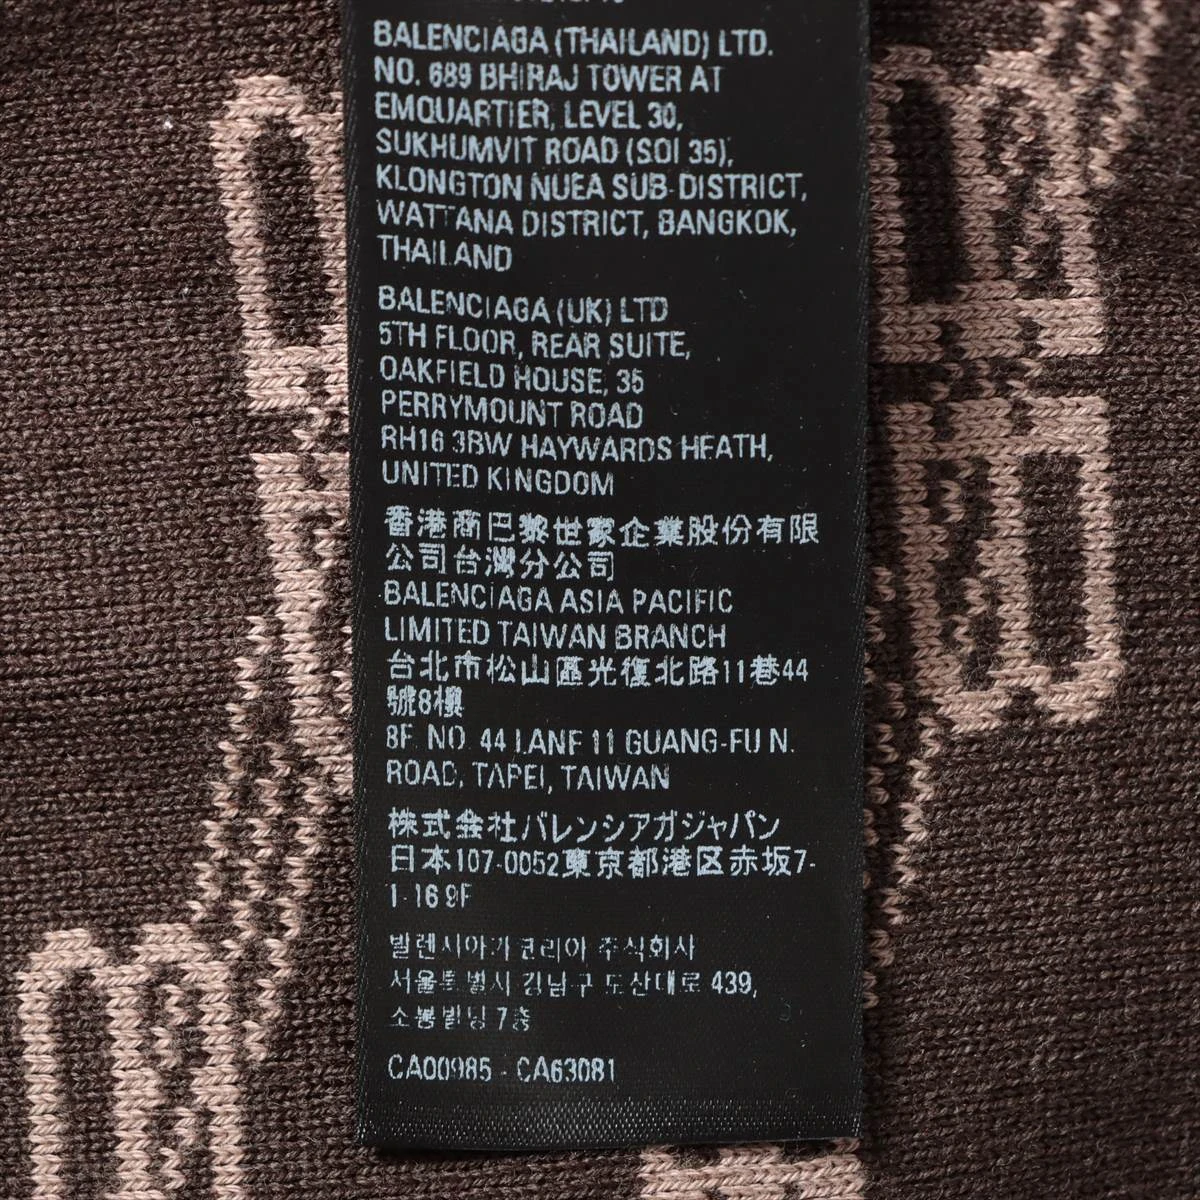 BALENCIAGA (THAILAND) LTD.
NO. 689 BHIRAJ TOWER AT
EMQUARTIER, LEVEL 30,
SUKHUMVIT ROAD (SOI 35),
KLONGTON NUEA SUB-DISTRICT,
WATTANA DISTRICT, BANGKOK,
THAILAND
BALENCIAGA (UK) LTD
5TH FLOOR, REAR SUITE,
OAKFIELD HOUSE, 35
PERRYMOUNT ROAD
RH16 3BW HAYWARDS HEATH,
UNITED KINGDOM
香港商巴黎世家企業股份有限
公司台灣分公司
BALENCIAGA ASIA PACIFIC
LIMITED TAIWAN BRANCH
台北市松山區光復北路11巷44
號8樓
8F. NO. 44 LANE 11 GUANG-FU N.
ROAD, TAPEI, TAIWAN
株式会社バレンシアガジャパン
日本107-0052東京都港区赤坂7-
1-16 9F
발렌시아가코리아 주식회사
서울특별시 강남구 도산대로 439,
소봉빌딩 7층
CA00985 - CA63081